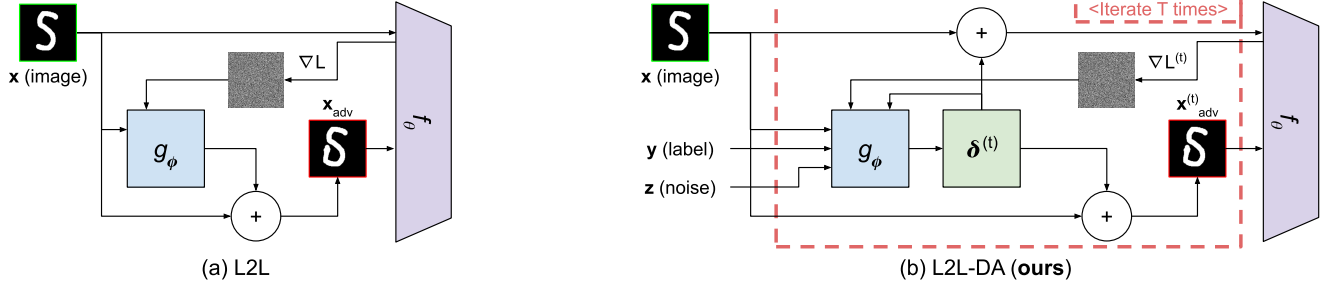 x (image)
∇L
x_adv
g_ϕ
+
f_θ
(a) L2L
<Iterate T times>
x (image)
+
∇L^(t)
x^(t)_adv
y (label)
g_ϕ
δ^(t)
f_θ
z (noise)
+
(b) L2L-DA (ours)